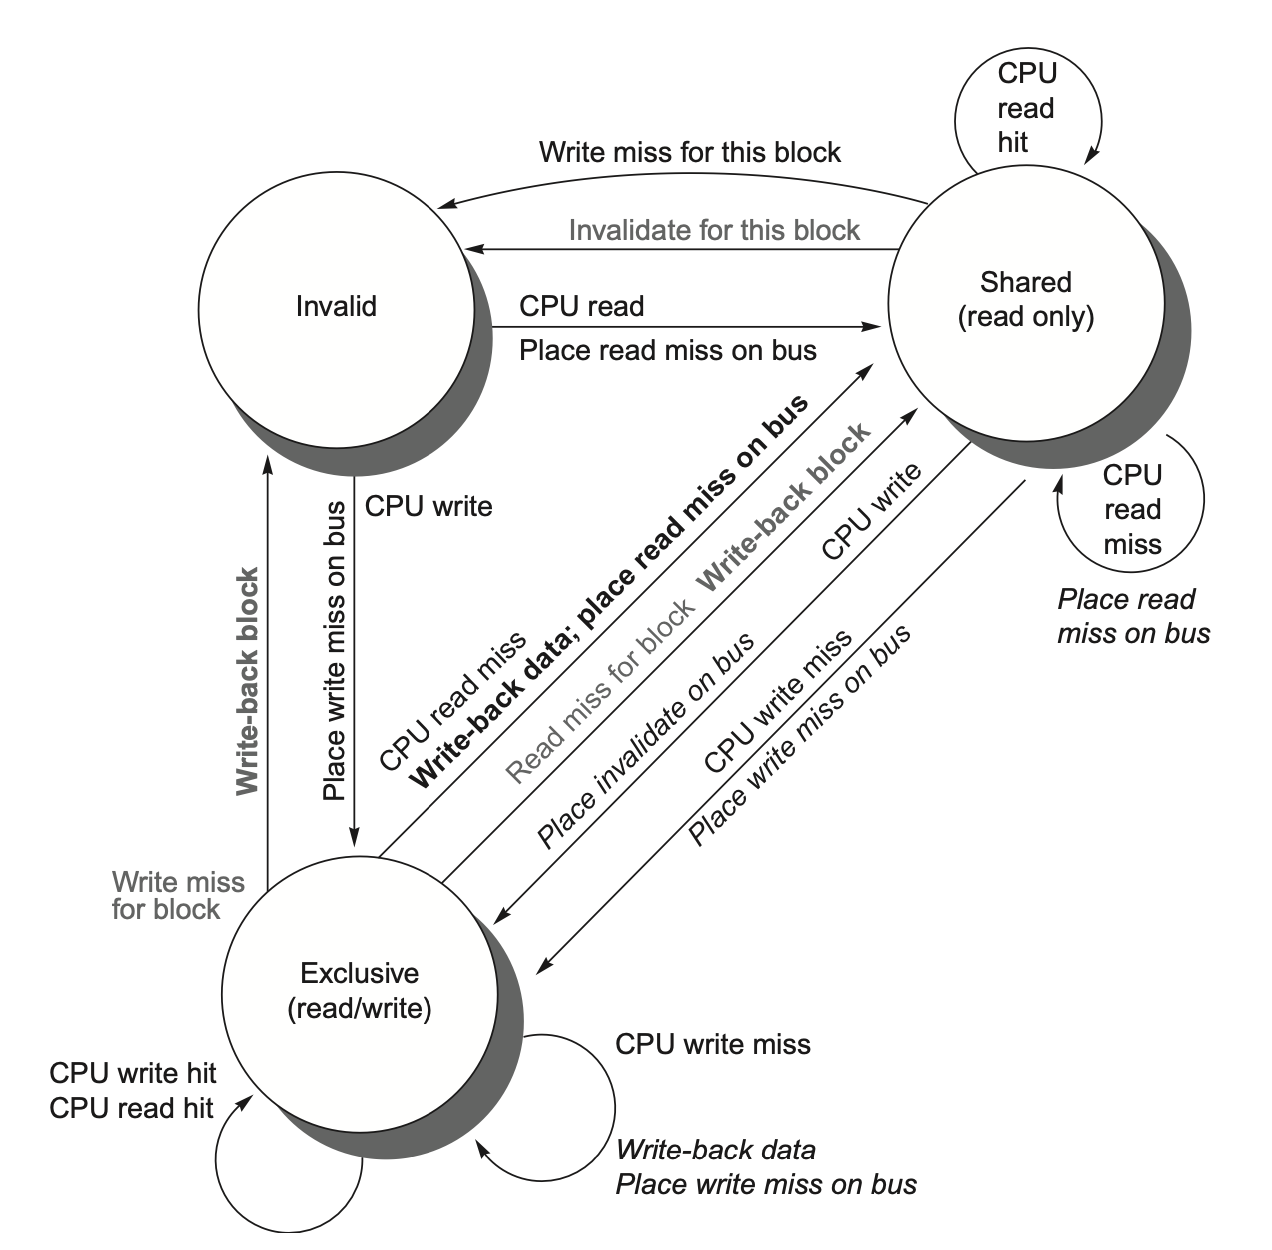 CPU
read
hit
Write miss for this block
Invalidate for this block
Invalid
Shared
(read only)
CPU read
Place read miss on bus
CPU write
Place write miss on bus
Write-back block
CPU read miss
Write-back data; place read miss on bus
Read miss for block Write-back block
CPU write
Place invalidate on bus
CPU write miss
Place write miss on bus
CPU
read
miss
Place read
miss on bus
Write miss
for block
Exclusive
(read/write)
CPU write hit
CPU read hit
CPU write miss
Write-back data
Place write miss on bus